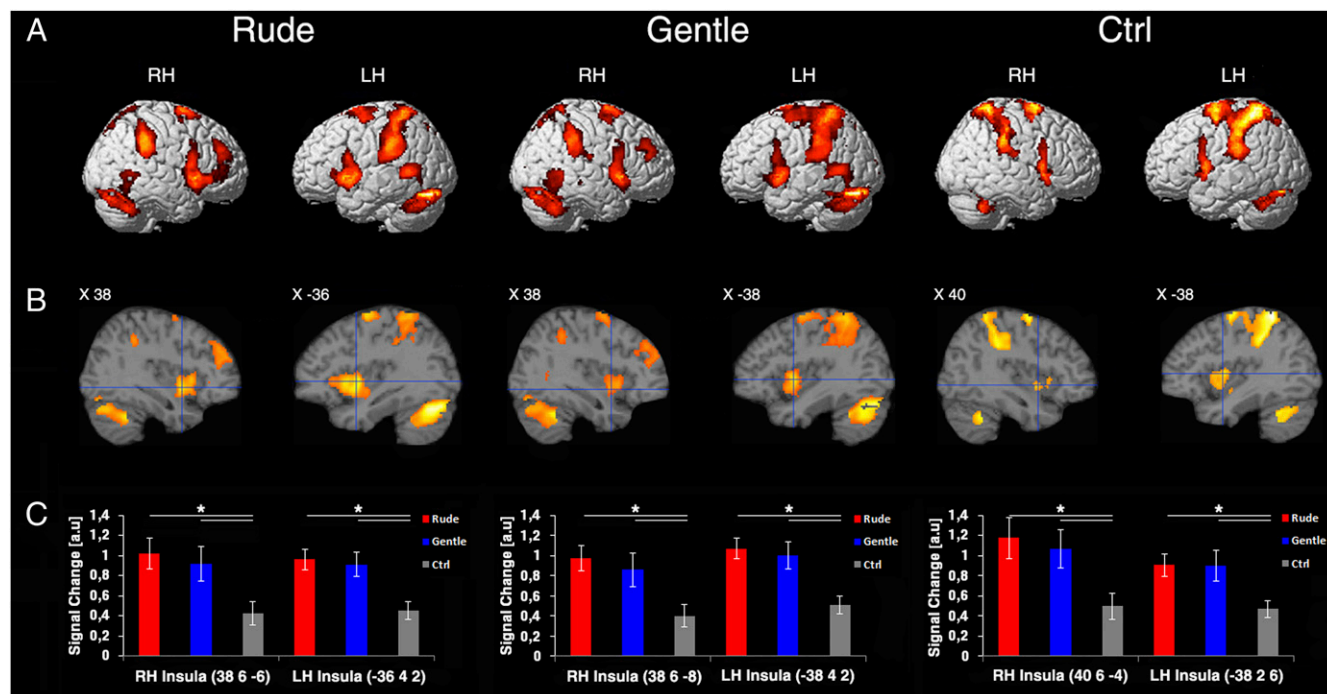 A Rude Gentle Ctrl
RH LH RH LH RH LH
B X 38 X -36 X 38 X -38 X 40 X -38
C
Signal Change [a.u]
1,4
1,2
1
0,8
0,6
0,4
0,2
0
* *
Rude
Gentle
Ctrl
RH Insula (38 6 -6) LH Insula (-36 4 2)
Signal Change [a.u]
1,4
1,2
1
0,8
0,6
0,4
0,2
0
* *
Rude
Gentle
Ctrl
RH Insula (38 6 -8) LH Insula (-38 4 2)
Signal Change [a.u]
1,4
1,2
1
0,8
0,6
0,4
0,2
0
* *
Rude
Gentle
Ctrl
RH Insula (40 6 -4) LH Insula (-38 2 6)